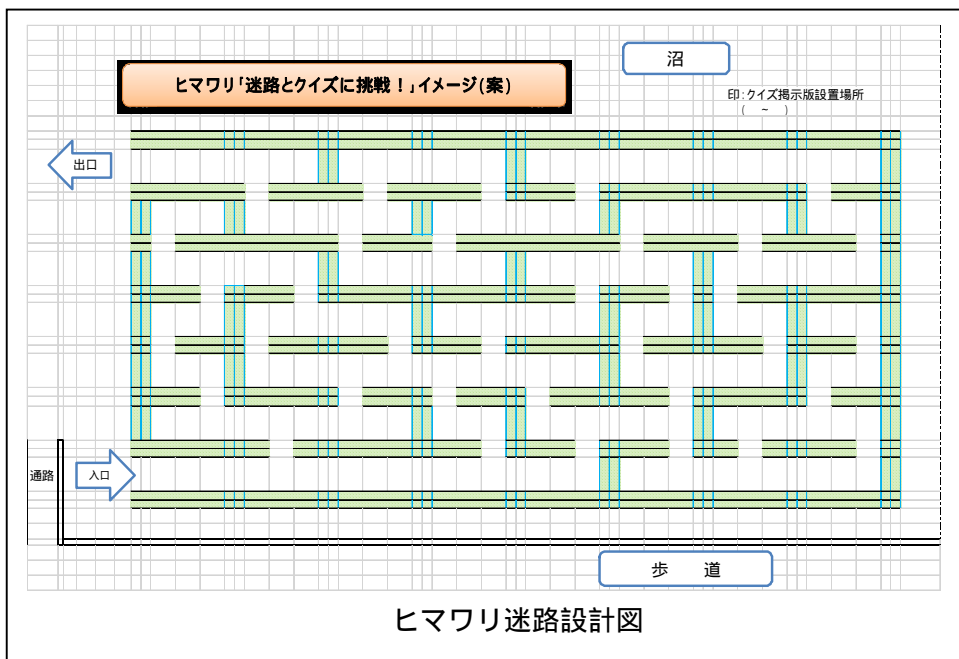 沼
ヒマワリ「迷路とクイズに挑戦！」イメージ(案)
印:クイズ掲示版設置場所
(　～　)
出口
通路
入口
歩　道
ヒマワリ迷路設計図